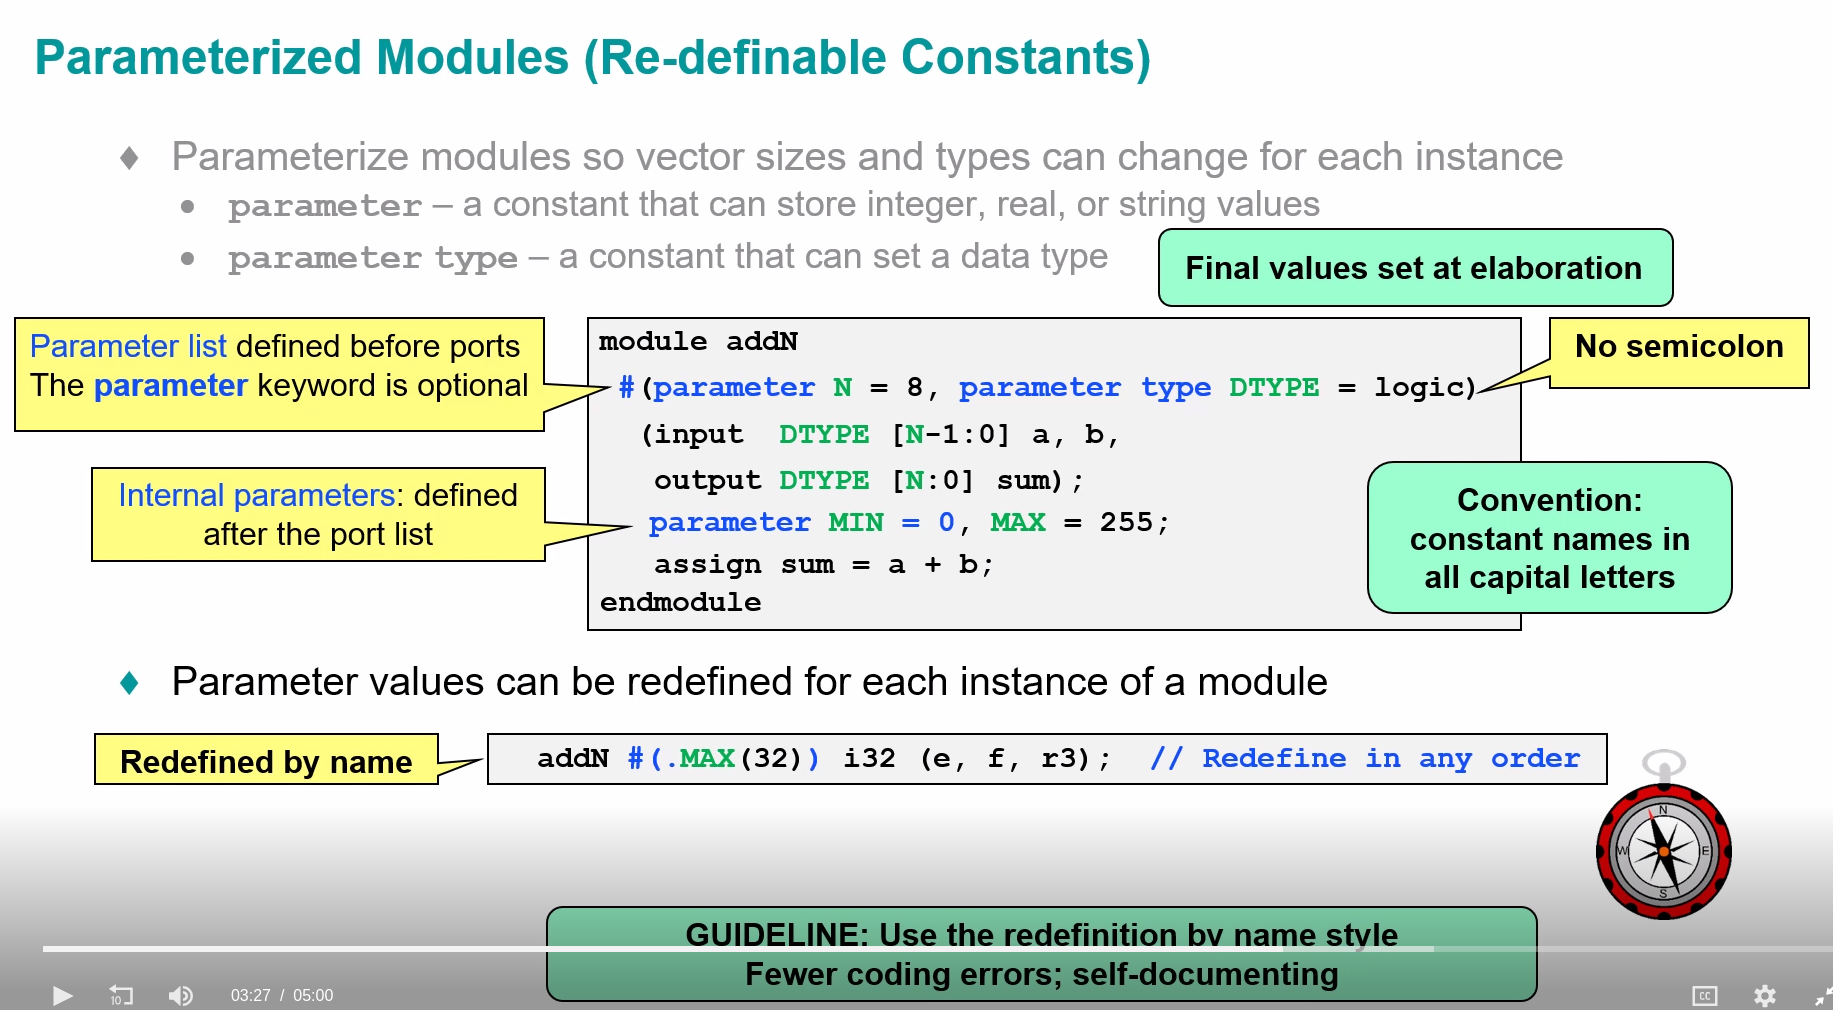 Parameterized Modules (Re-definable Constants)
♦ Parameterize modules so vector sizes and types can change for each instance
● parameter – a constant that can store integer, real, or string values
● parameter type – a constant that can set a data type
Final values set at elaboration
Parameter list defined before ports
The parameter keyword is optional
No semicolon
module addN
#(parameter N = 8, parameter type DTYPE = logic)
(input DTYPE [N-1:0] a, b,
output DTYPE [N:0] sum);
parameter MIN = 0, MAX = 255;
assign sum = a + b;
endmodule
Internal parameters: defined
after the port list
Convention:
constant names in
all capital letters
♦ Parameter values can be redefined for each instance of a module
Redefined by name
addN #(.MAX(32)) i32 (e, f, r3); // Redefine in any order
N
W E
S
GUIDELINE: Use the redefinition by name style
Fewer coding errors; self-documenting
10
03:27 / 05:00
CC